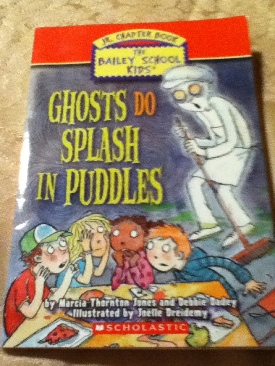 JR. CHAPTER BOOK
THE
BAILEY SCHOOL
KIDS
GHOSTS DO
SPLASH
IN PUDDLES
by Marcia Thornton Jones and Debbie Dadey
Illustrated by Joëlle Dreidemy
SCHOLASTIC